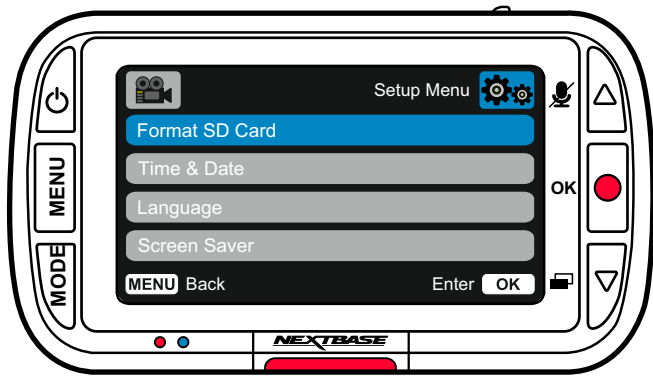 Setup Menu
Format SD Card
Time & Date
Language
Screen Saver
MENU Back
Enter OK
MENU
MODE
OK
NEXTBASE